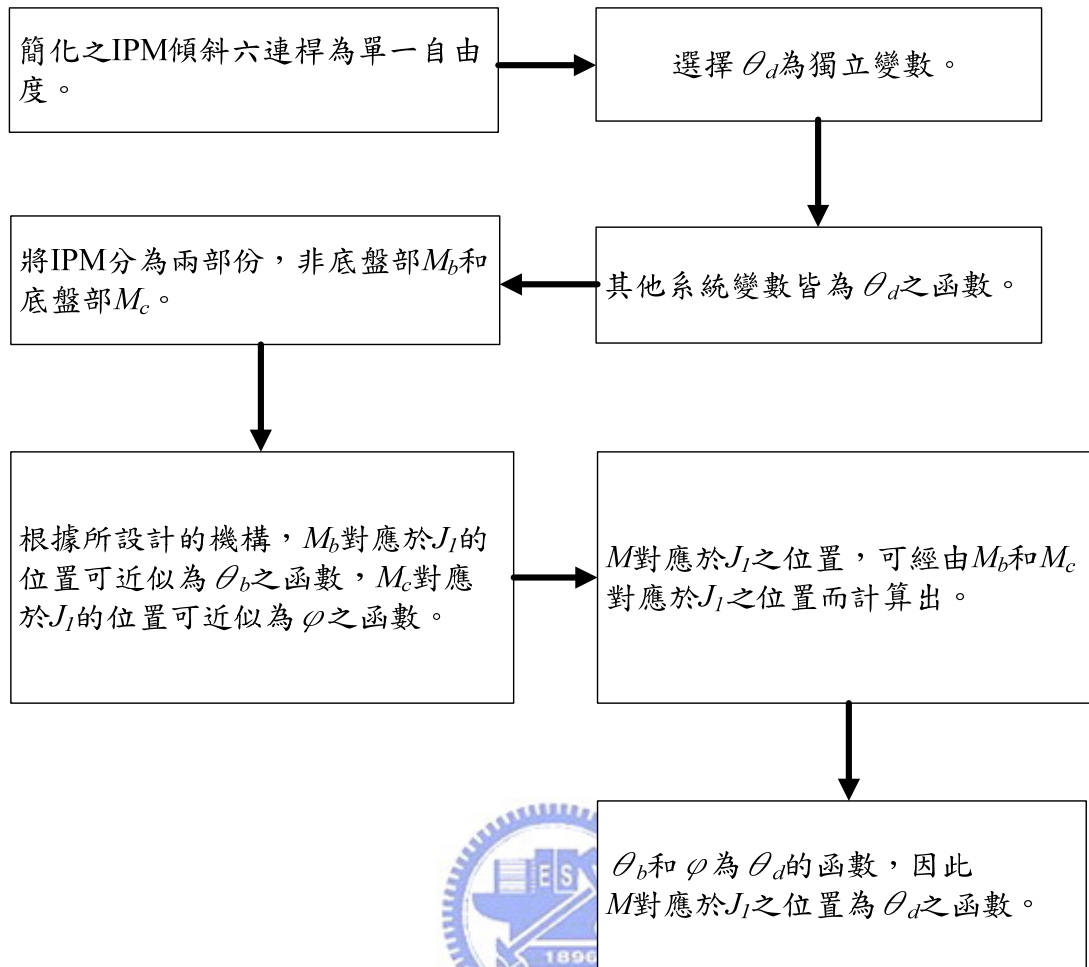 簡化之IPM傾斜六連桿為單一自由
度。
選擇θd為獨立變數。
其他系統變數皆為θd之函數。
將IPM分為兩部份，非底盤部Mb和
底盤部Mc。
根據所設計的機構，Mb對應於J1的
位置可近似為θb之函數，Mc對應
於J1的位置可近似為φ之函數。
M對應於J1之位置，可經由Mb和Mc
對應於J1之位置而計算出。
θb和φ為θd的函數，因此
M對應於J1之位置為θd之函數。
ES
1896